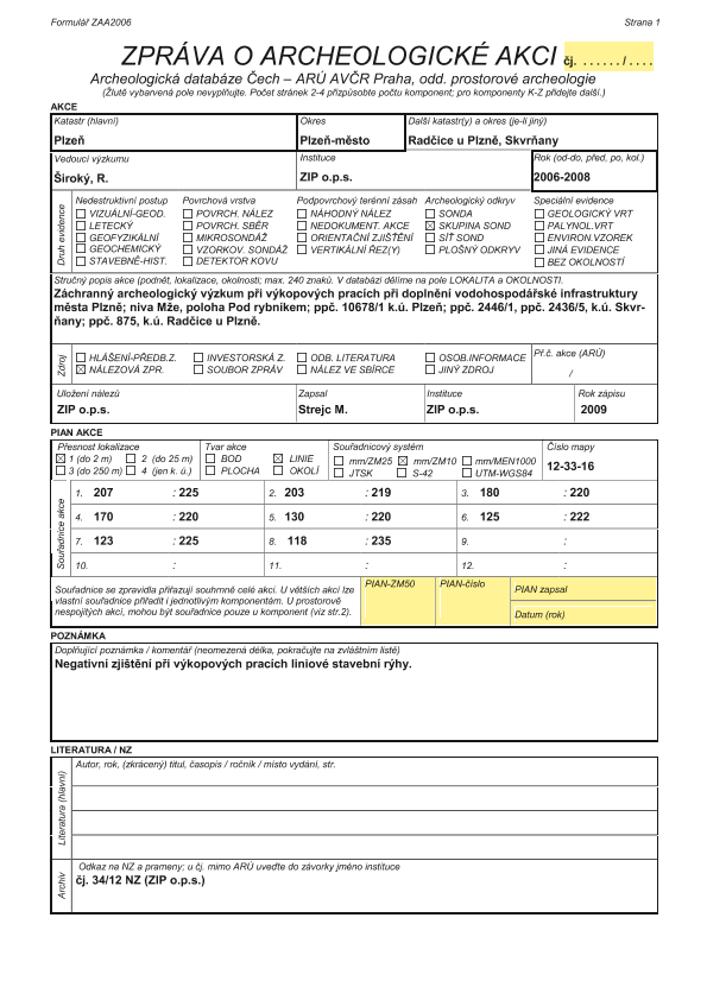 Formulář ZAA2006 Strana 1
ZPRÁVA O ARCHEOLOGICKÉ AKCI čj. . . . . . . / . . . .
Archeologická databáze Čech – ARÚ AVČR Praha, odd. prostorové archeologie
(Žlutě vybarvená pole nevyplňujte. Počet stránek 2-4 přizpůsobte počtu komponent; pro komponenty K-Z přidejte další.)
AKCE
Katastr (hlavní) Okres Další katastr(y) a okres (je-li jiný)
Plzeň Plzeň-město Radčice u Plzně, Skvrňany
Vedoucí výzkumu Instituce Rok (od-do, před, po, kol.)
Široký, R. ZIP o.p.s. 2006-2008
Druh evidence
Nedestruktivní postup Povrchová vrstva Podpovrchový terénní zásah Archeologický odkryv Speciální evidence
☐ VIZUÁLNÍ-GEOD. ☐ POVRCH. NÁLEZ ☐ NÁHODNÝ NÁLEZ ☐ SONDA ☐ GEOLOGICKÝ VRT
☐ LETECKÝ ☐ POVRCH. SBĚR ☐ NEDOKUMENT. AKCE ☒ SKUPINA SOND ☐ PALYNOL.VRT
☐ GEOFYZIKÁLNÍ ☐ MIKROSONDÁŽ ☐ ORIENTAČNÍ ZJIŠTĚNÍ ☐ SÍŤ SOND ☐ ENVIRON.VZOREK
☐ GEOCHEMICKÝ ☐ VZORKOV. SONDÁŽ ☐ VERTIKÁLNÍ ŘEZ(Y) ☐ PLOŠNÝ ODKRYV ☐ JINÁ EVIDENCE
☐ STAVEBNĚ-HIST. ☐ DETEKTOR KOVU ☐ BEZ OKOLNOSTÍ
Stručný popis akce (podnět, lokalizace, okolnosti; max. 240 znaků. V databázi dělíme na pole LOKALITA a OKOLNOSTI.
Záchranný archeologický výzkum při výkopových pracích při doplnění vodohospodářské infrastruktury
města Plzně; niva Mže, poloha Pod rybníkem; ppč. 10678/1 k.ú. Plzeň; ppč. 2446/1, ppč. 2436/5, k.ú. Skvr-
ňany; ppč. 875, k.ú. Radčice u Plzně.
Zdroj
☐ HLÁŠENÍ-PŘEDB.Z. ☐ INVESTORSKÁ Z. ☐ ODB. LITERATURA ☐ OSOB.INFORMACE Př.č. akce (ARÚ)
☒ NÁLEZOVÁ ZPR. ☐ SOUBOR ZPRÁV ☐ NÁLEZ VE SBÍRCE ☐ JINÝ ZDROJ /
Uložení nálezů Zapsal Instituce Rok zápisu
ZIP o.p.s. Strejc M. ZIP o.p.s. 2009
PIAN AKCE
Přesnost lokalizace Tvar akce Souřadnicový systém Číslo mapy
☒ 1 (do 2 m) ☐ 2 (do 25 m) ☐ BOD ☒ LINIE ☐ mm/ZM25 ☒ mm/ZM10 ☐ mm/MEN1000 12-33-16
☐ 3 (do 250 m) ☐ 4 (jen k. ú.) ☐ PLOCHA ☐ OKOLÍ ☐ JTSK ☐ S-42 ☐ UTM-WGS84
Souřadnice akce
1. 207 : 225 2. 203 : 219 3. 180 : 220
4. 170 : 220 5. 130 : 220 6. 125 : 222
7. 123 : 225 8. 118 : 235 9. :
10. : 11. : 12. :
Souřadnice se zpravidla přiřazují souhrnně celé akci. U větších akcí lze PIAN-ZM50 PIAN-číslo PIAN zapsal
vlastní souřadnice přiřadit i jednotlivým komponentám. U prostorově
nespojitých akcí, mohou být souřadnice pouze u komponent (viz str.2). Datum (rok)
POZNÁMKA
Doplňující poznámka / komentář (neomezená délka, pokračujte na zvláštním listě)
Negativní zjištění při výkopových pracích liniové stavební rýhy.
LITERATURA / NZ
Literatura (hlavní)
Autor, rok, (zkrácený) titul, časopis / ročník / místo vydání, str.
Archiv
Odkaz na NZ a prameny; u čj. mimo ARÚ uveďte do závorky jméno instituce
čj. 34/12 NZ (ZIP o.p.s.)